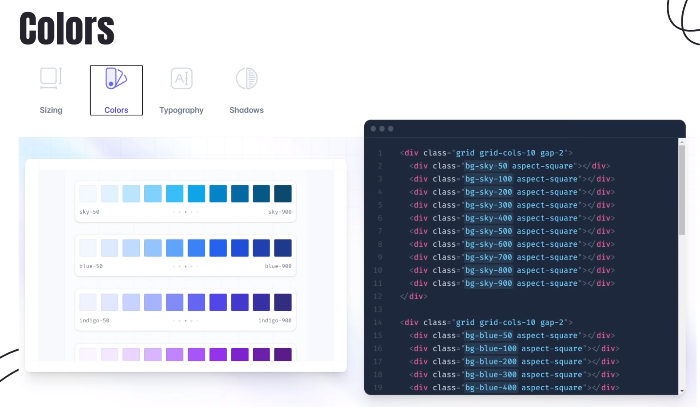 Colors
Sizing
Colors
Typography
Shadows
sky-50
sky-900
blue-50
blue-900
indigo-50
indigo-900
1 <div class="grid grid-cols-10 gap-2">
2 <div class="bg-sky-50 aspect-square"></div>
3 <div class="bg-sky-100 aspect-square"></div>
4 <div class="bg-sky-200 aspect-square"></div>
5 <div class="bg-sky-300 aspect-square"></div>
6 <div class="bg-sky-400 aspect-square"></div>
7 <div class="bg-sky-500 aspect-square"></div>
8 <div class="bg-sky-600 aspect-square"></div>
9 <div class="bg-sky-700 aspect-square"></div>
10 <div class="bg-sky-800 aspect-square"></div>
11 <div class="bg-sky-900 aspect-square"></div>
12 </div>
13
14 <div class="grid grid-cols-10 gap-2">
15 <div class="bg-blue-50 aspect-square"></div>
16 <div class="bg-blue-100 aspect-square"></div>
17 <div class="bg-blue-200 aspect-square"></div>
18 <div class="bg-blue-300 aspect-square"></div>
19 <div class="bg-blue-400 aspect-square"></div>